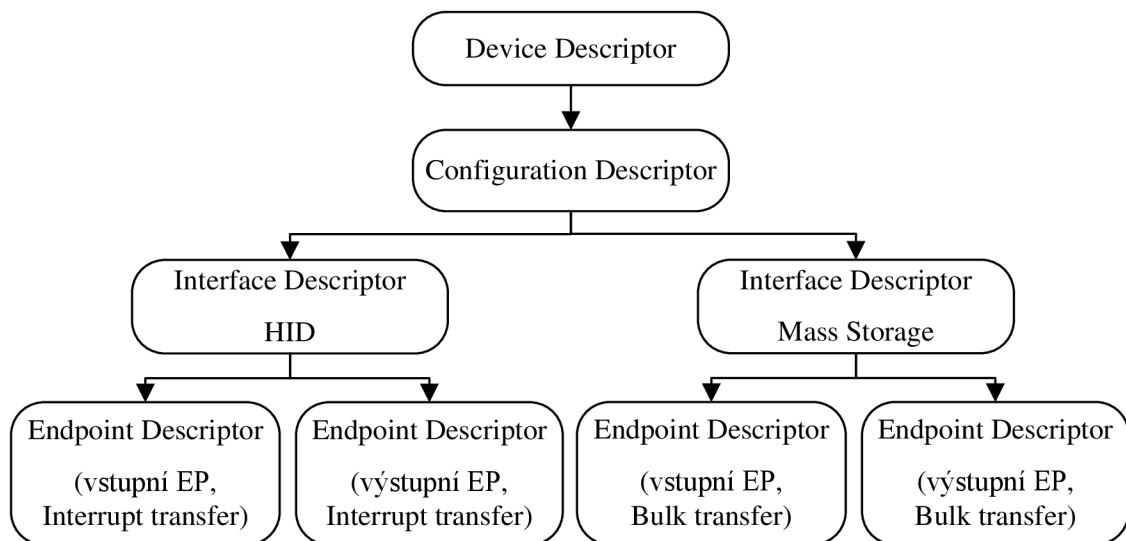 Device Descriptor
Configuration Descriptor
Interface Descriptor
HID
Interface Descriptor
Mass Storage
Endpoint Descriptor
(vstupní EP,
Interrupt transfer)
Endpoint Descriptor
(výstupní EP,
Interrupt transfer)
Endpoint Descriptor
(vstupní EP,
Bulk transfer)
Endpoint Descriptor
(výstupní EP,
Bulk transfer)